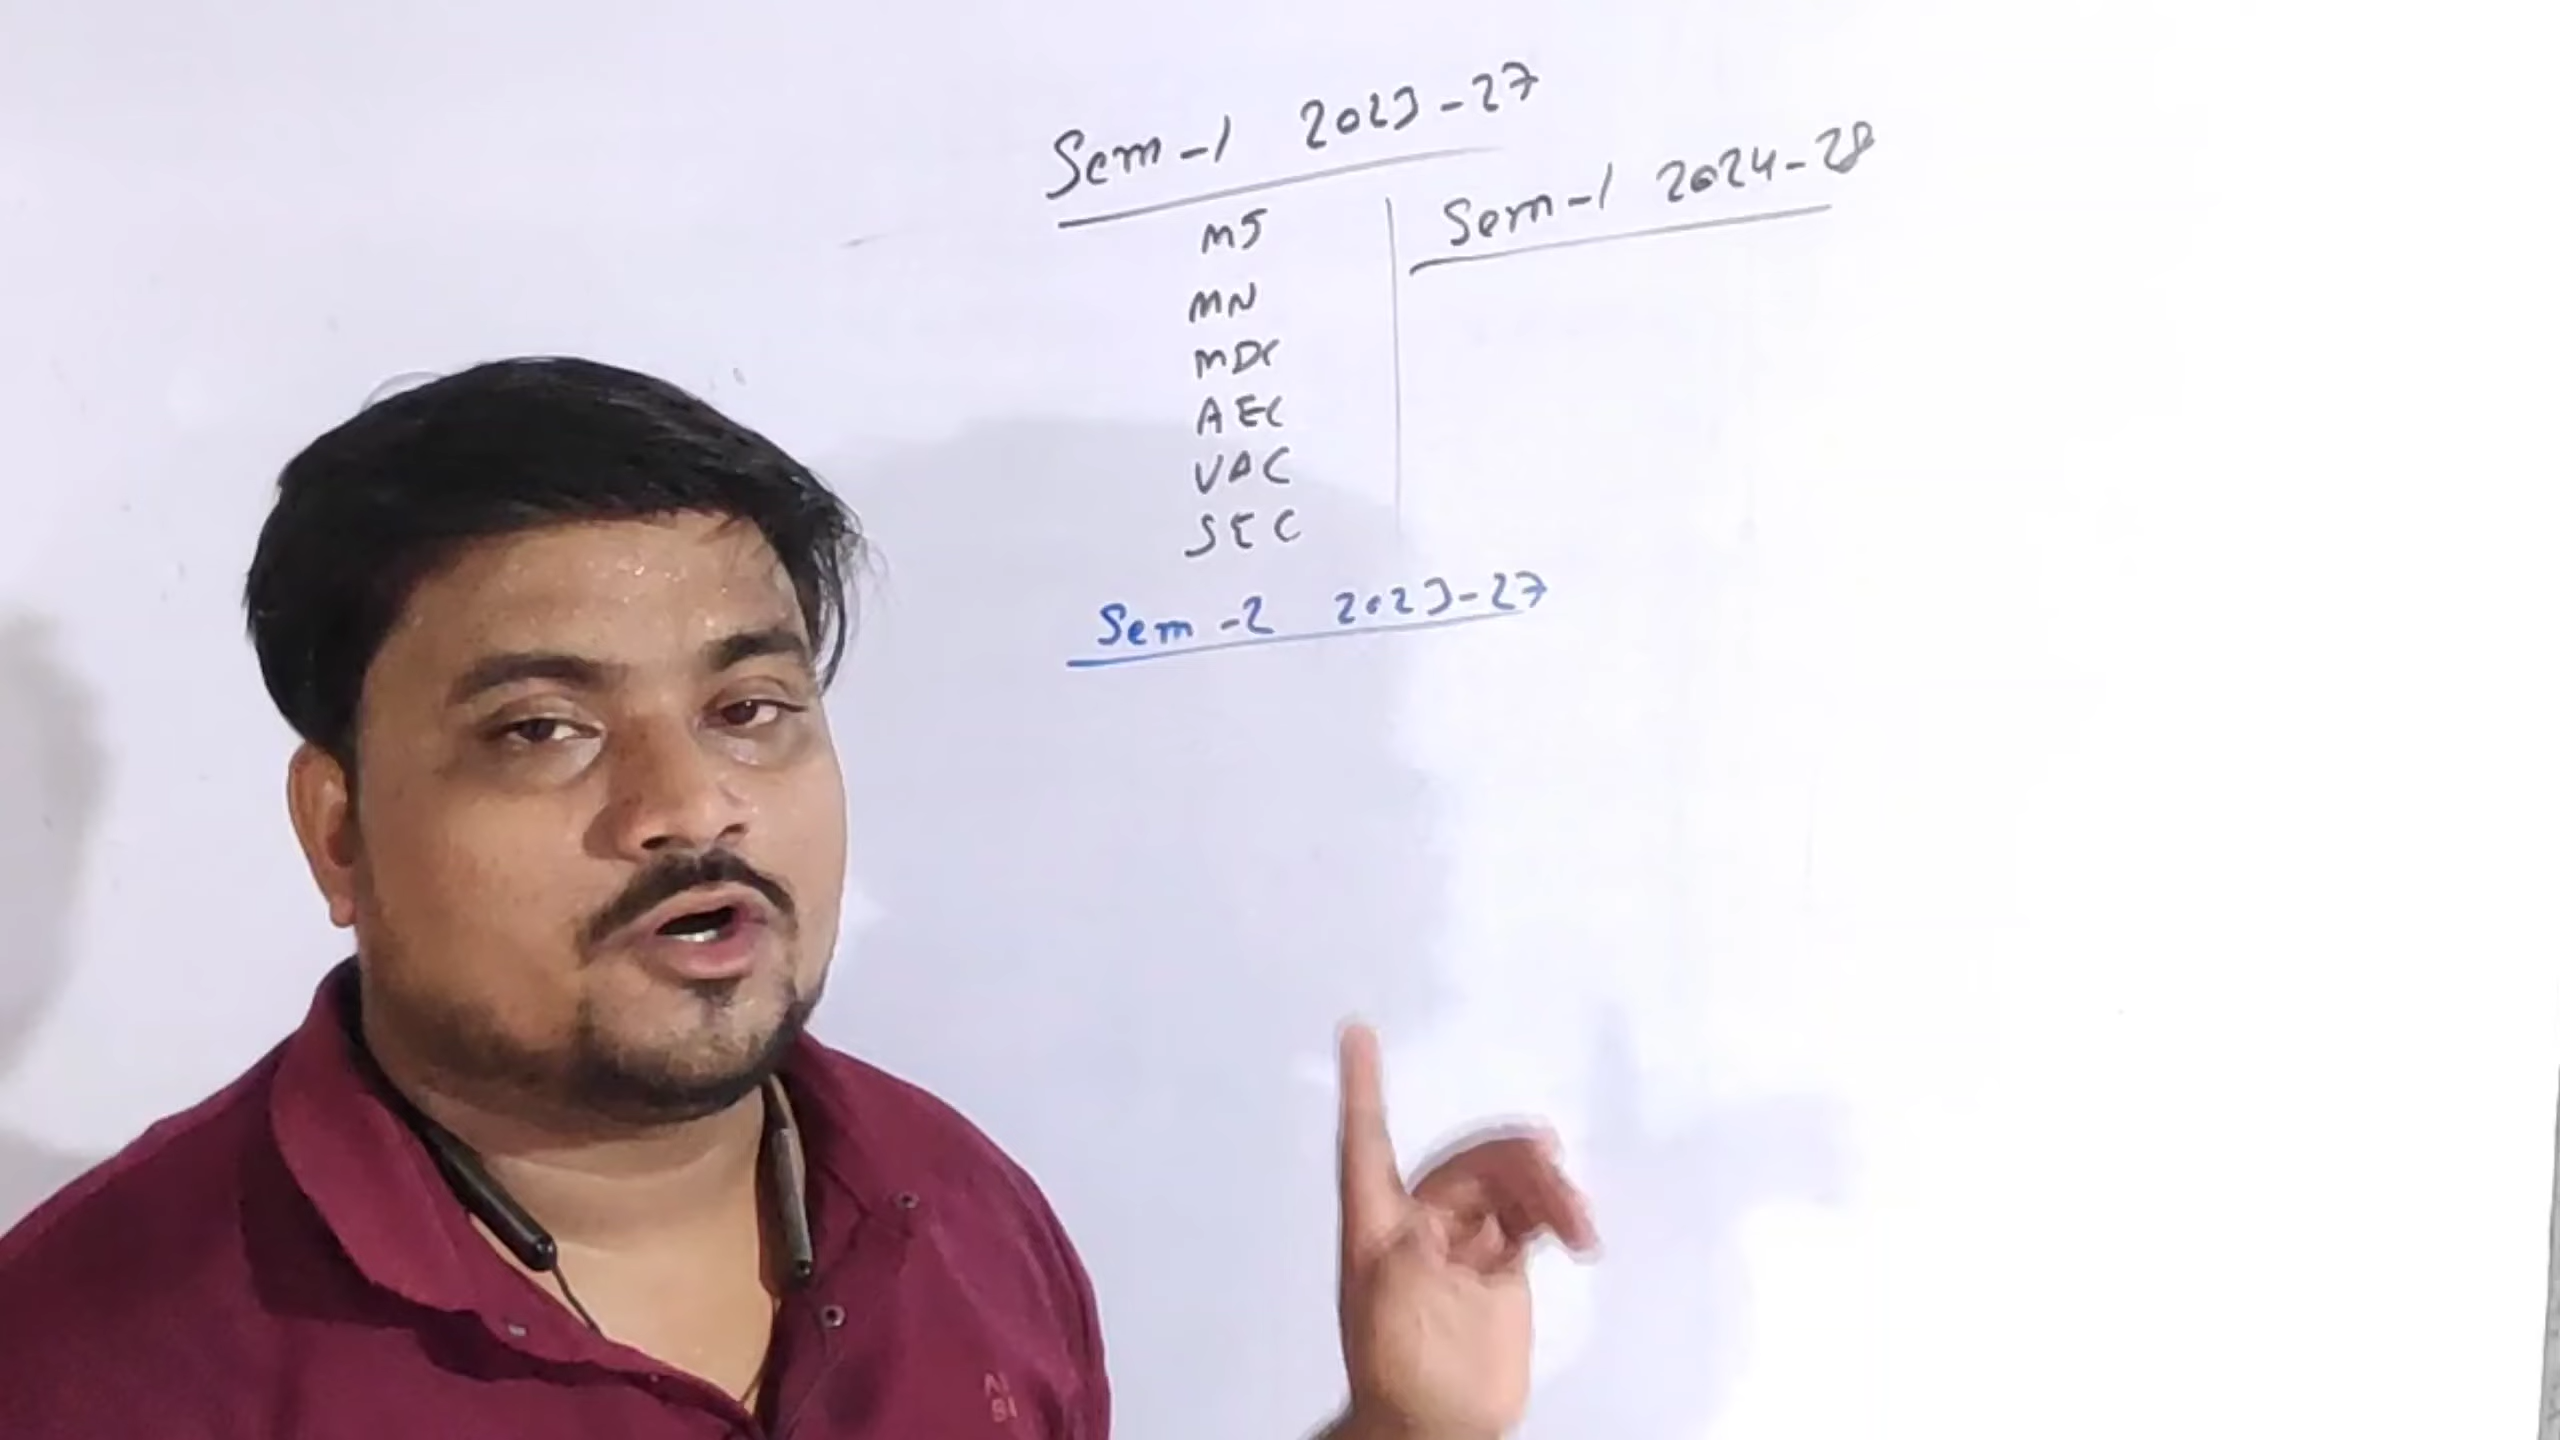 Sem-1 2023-27
MJ
MN
MDC
AEC
VAC
SEC
Sem-1 2024-28
Sem-2 2023-27